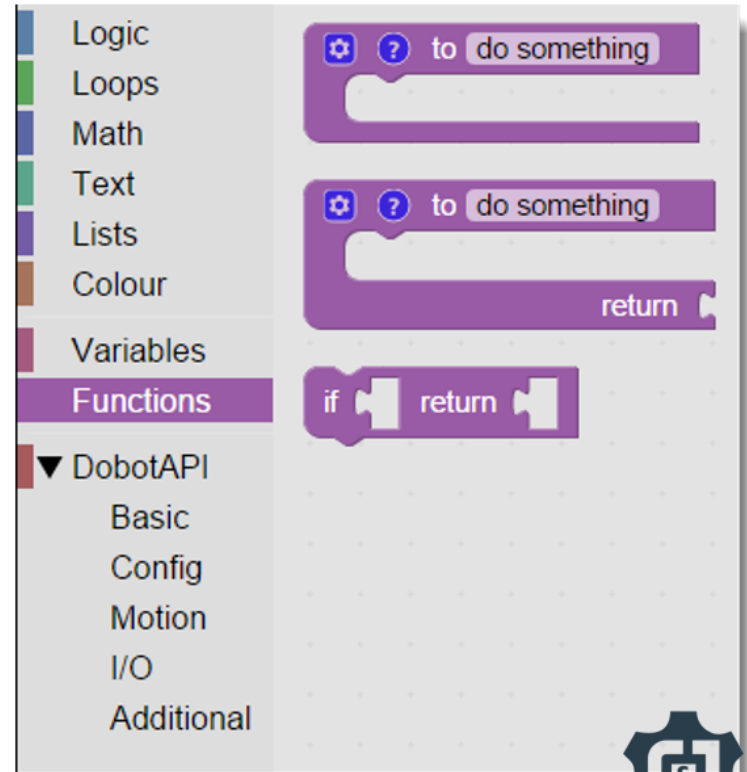 Logic
Loops
Math
Text
Lists
Colour
Variables
Functions
DobotAPI
Basic
Config
Motion
I/O
Additional
? to do something
? to do something
return
if return